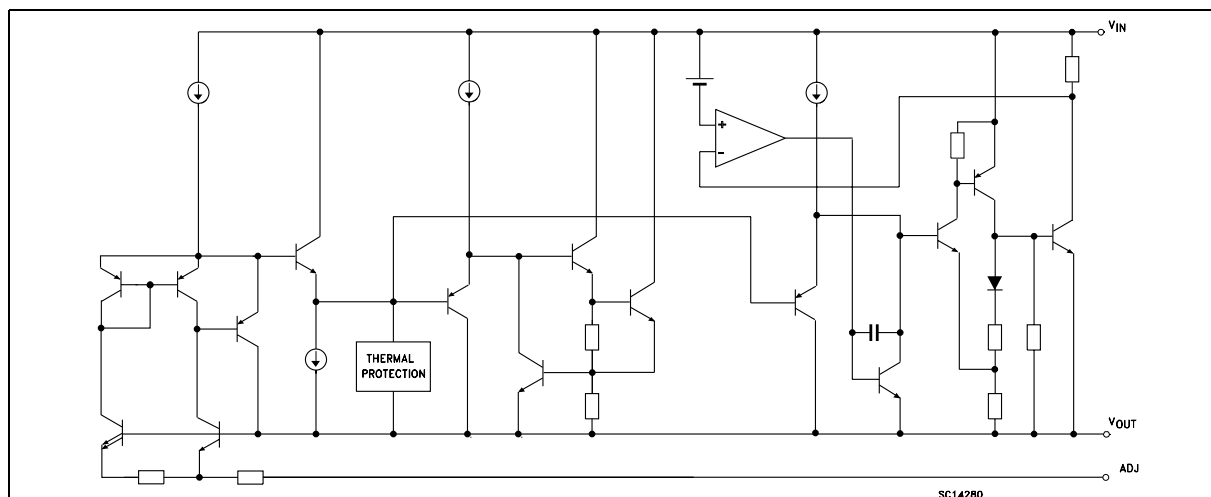 VIN
+
-
THERMAL
PROTECTION
VOUT
ADJ
SC14280